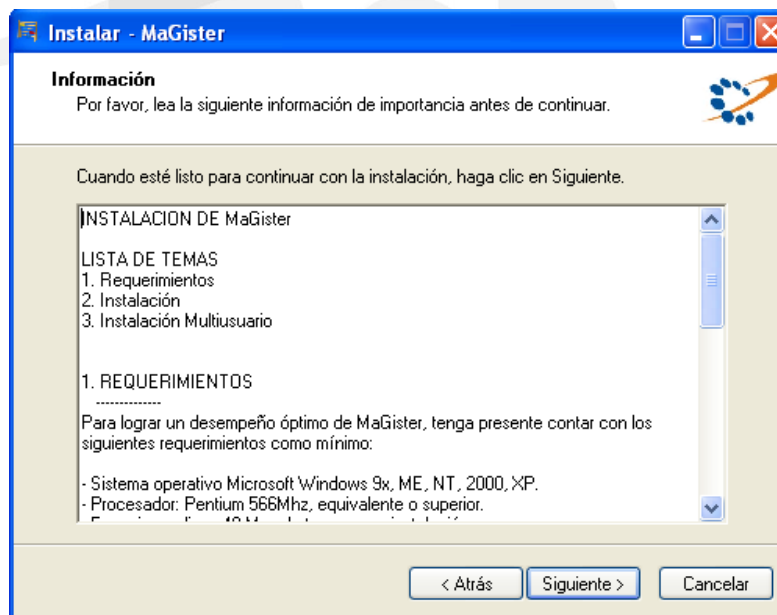 Instalar - MaGister
Información
Por favor, lea la siguiente información de importancia antes de continuar.
Cuando esté listo para continuar con la instalación, haga clic en Siguiente.
INSTALACION DE MaGister
LISTA DE TEMAS
1. Requerimientos
2. Instalación
3. Instalación Multiusuario
1. REQUERIMIENTOS
--------------
Para lograr un desempeño óptimo de MaGister, tenga presente contar con los
siguientes requerimientos como mínimo:
- Sistema operativo Microsoft Windows 9x, ME, NT, 2000, XP.
- Procesador: Pentium 566Mhz, equivalente o superior.
< Atrás
Siguiente >
Cancelar